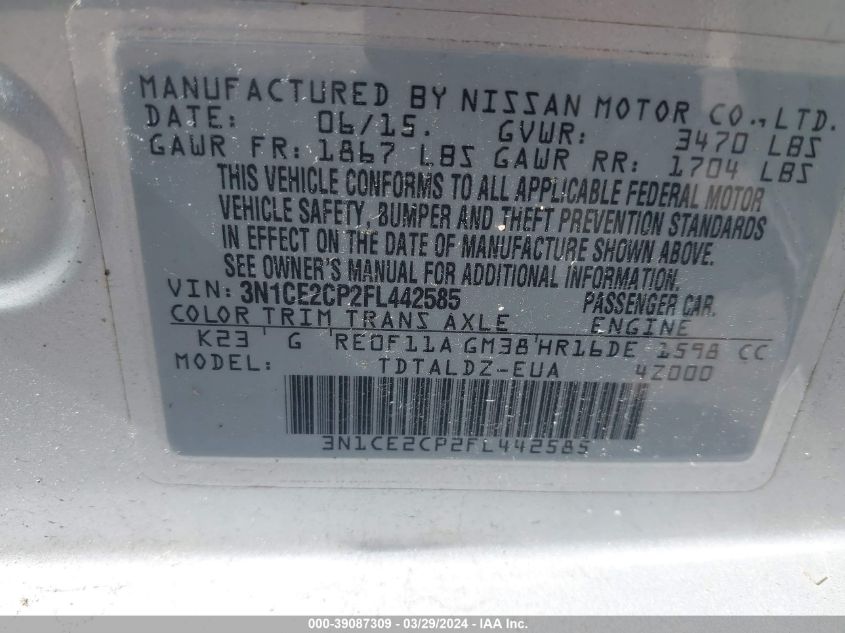 MANUFACTURED BY NISSAN MOTOR CO., LTD.
DATE: 06/15. GVWR: 3470 LBS
GAWR FR: 1867 LBS GAWR RR: 1704 LBS
THIS VEHICLE CONFORMS TO ALL APPLICABLE FEDERAL MOTOR
VEHICLE SAFETY, BUMPER AND THEFT PREVENTION STANDARDS
IN EFFECT ON THE DATE OF MANUFACTURE SHOWN ABOVE.
SEE OWNER'S MANUAL FOR ADDITIONAL INFORMATION.
VIN: 3N1CE2CP2FL442585 PASSENGER CAR.
COLOR TRIM TRANS AXLE ENGINE
K23 ' G 'RE0F11A GM38'HR16DE 1598 CC
MODEL: TDTALDZ-EUA 4Z000
3N1CE2CP2FL442585
000-39087309 - 03/29/2024 - TDA - - -